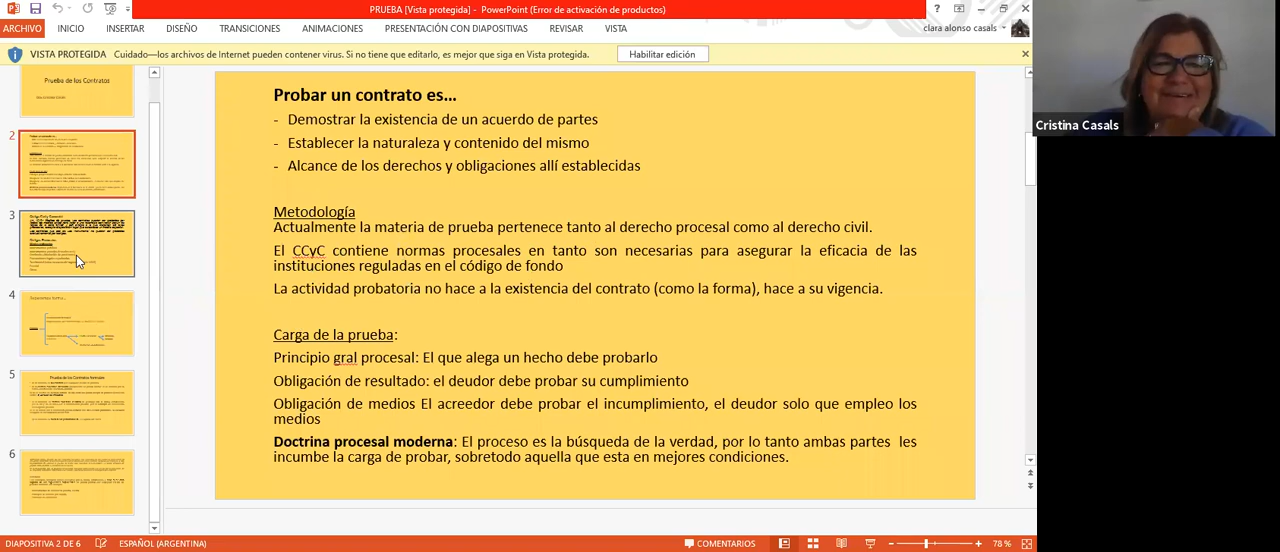 PRUEBA [Vista protegida] - PowerPoint (Error de activación de productos)
ARCHIVO INICIO INSERTAR DISEÑO TRANSICIONES ANIMACIONES PRESENTACIÓN CON DIAPOSITIVAS REVISAR VISTA clara alonso casals
VISTA PROTEGIDA Cuidado—los archivos de Internet pueden contener virus. Si no tiene que editarlo, es mejor que siga en Vista protegida. Habilitar edición
Prueba de los Contratos
2
3
4
5
Prueba de los Contratos formales
6
Probar un contrato es...
- Demostrar la existencia de un acuerdo de partes
- Establecer la naturaleza y contenido del mismo
- Alcance de los derechos y obligaciones allí establecidas
Metodología
Actualmente la materia de prueba pertenece tanto al derecho procesal como al derecho civil.
El CCyC contiene normas procesales en tanto son necesarias para asegurar la eficacia de las
instituciones reguladas en el código de fondo
La actividad probatoria no hace a la existencia del contrato (como la forma), hace a su vigencia.
Carga de la prueba:
Principio gral procesal: El que alega un hecho debe probarlo
Obligación de resultado: el deudor debe probar su cumplimiento
Obligación de medios El acreedor debe probar el incumplimiento, el deudor solo que empleo los
medios
Doctrina procesal moderna: El proceso es la búsqueda de la verdad, por lo tanto ambas partes les
incumbe la carga de probar, sobretodo aquella que esta en mejores condiciones.
Cristina Casals
DIAPOSITIVA 2 DE 6 ESPAÑOL (ARGENTINA) COMENTARIOS 78 %